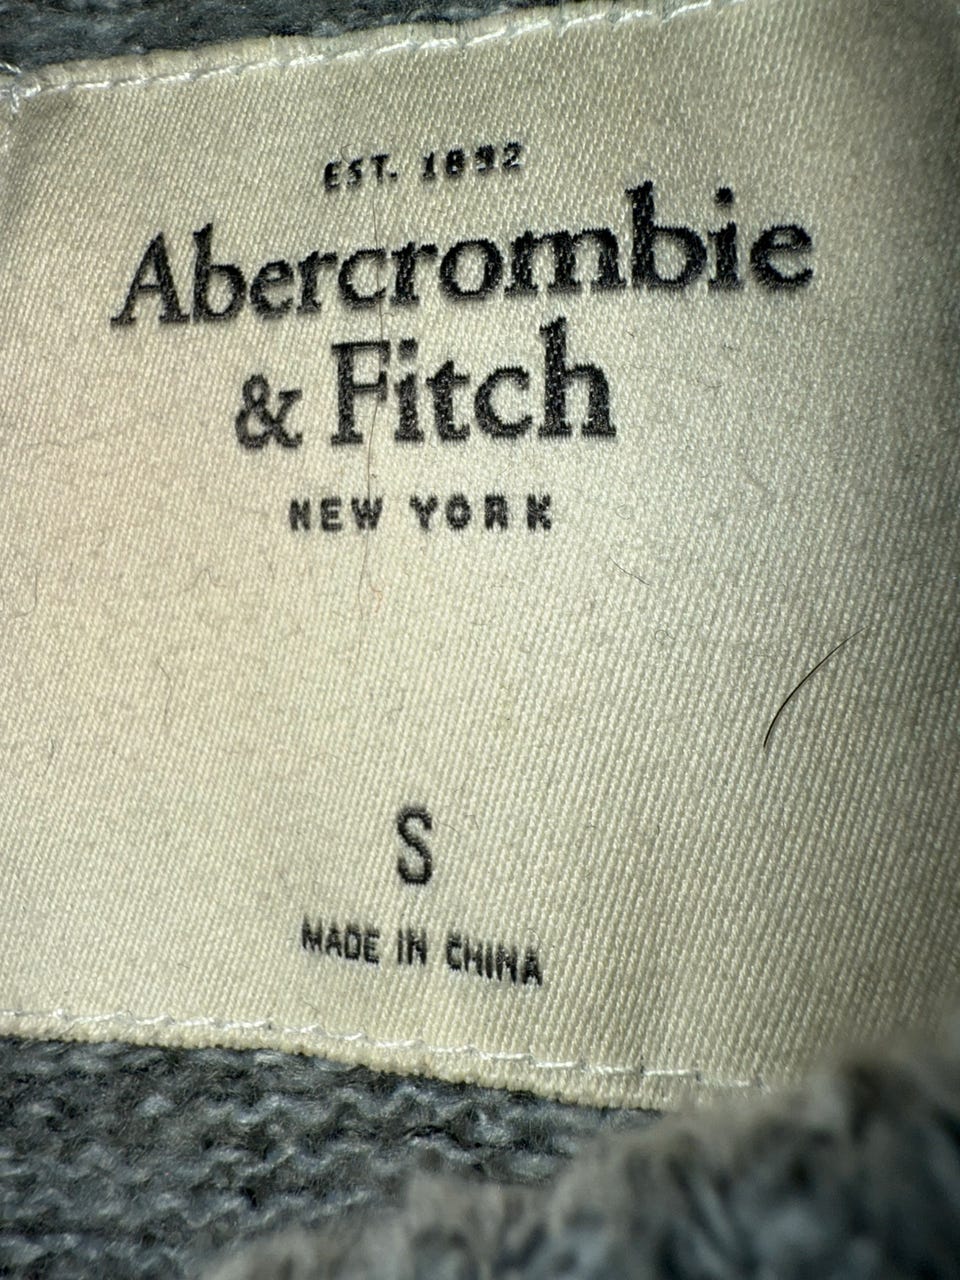 EST. 1892
Abercrombie
& Fitch
NEW YORK
S
MADE IN CHINA